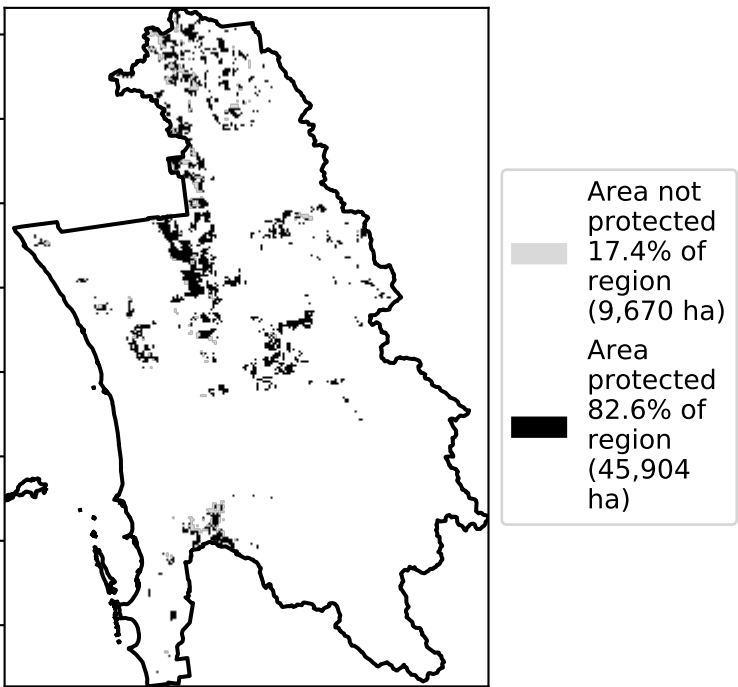 Area not
protected
17.4% of
region
(9,670 ha)
Area
protected
82.6% of
region
(45,904
ha)